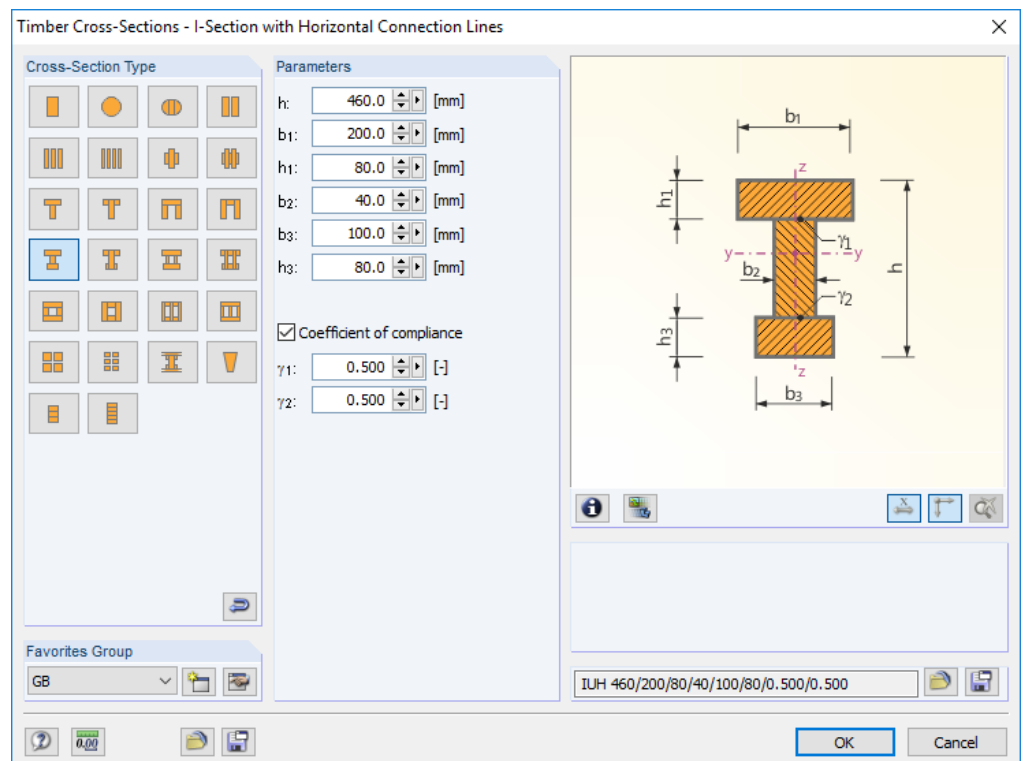 Timber Cross-Sections - I-Section with Horizontal Connection Lines
Cross-Section Type
Parameters
h: 460.0 [mm]
b1: 200.0 [mm]
h1: 80.0 [mm]
b2: 40.0 [mm]
b3: 100.0 [mm]
h3: 80.0 [mm]
Coefficient of compliance
γ1: 0.500 [-]
γ2: 0.500 [-]
b1
z
h1
γ1
y
y
b2
h
γ2
h3
z
b3
x
Favorites Group
GB
IUH 460/200/80/40/100/80/0.500/0.500
0.00
OK
Cancel